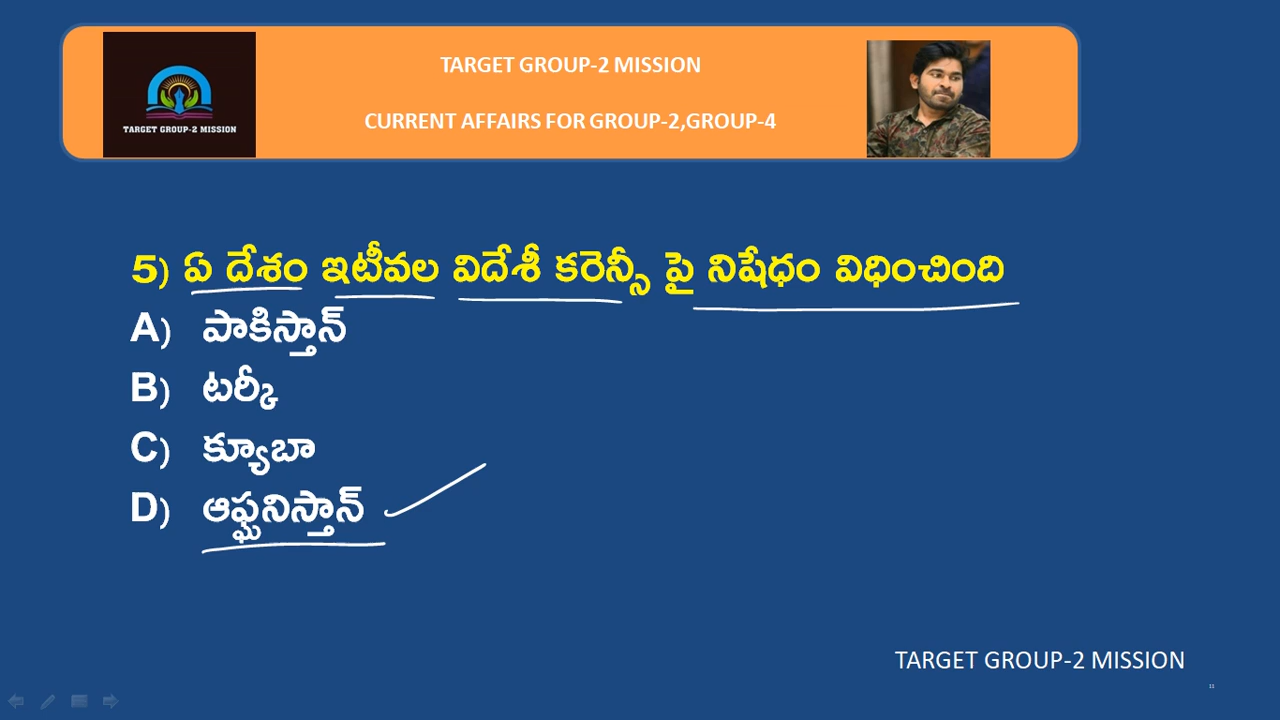 TARGET GROUP-2 MISSION
CURRENT AFFAIRS FOR GROUP-2,GROUP-4
TARGET GROUP-2 MISSION
5) ఏ దేశం ఇటీవల విదేశీ కరెన్సీ పై నిషేధం విధించింది
A) పాకిస్తాన్
B) టర్కీ
C) క్యూబా
D) ఆఫ్ఘనిస్తాన్
TARGET GROUP-2 MISSION